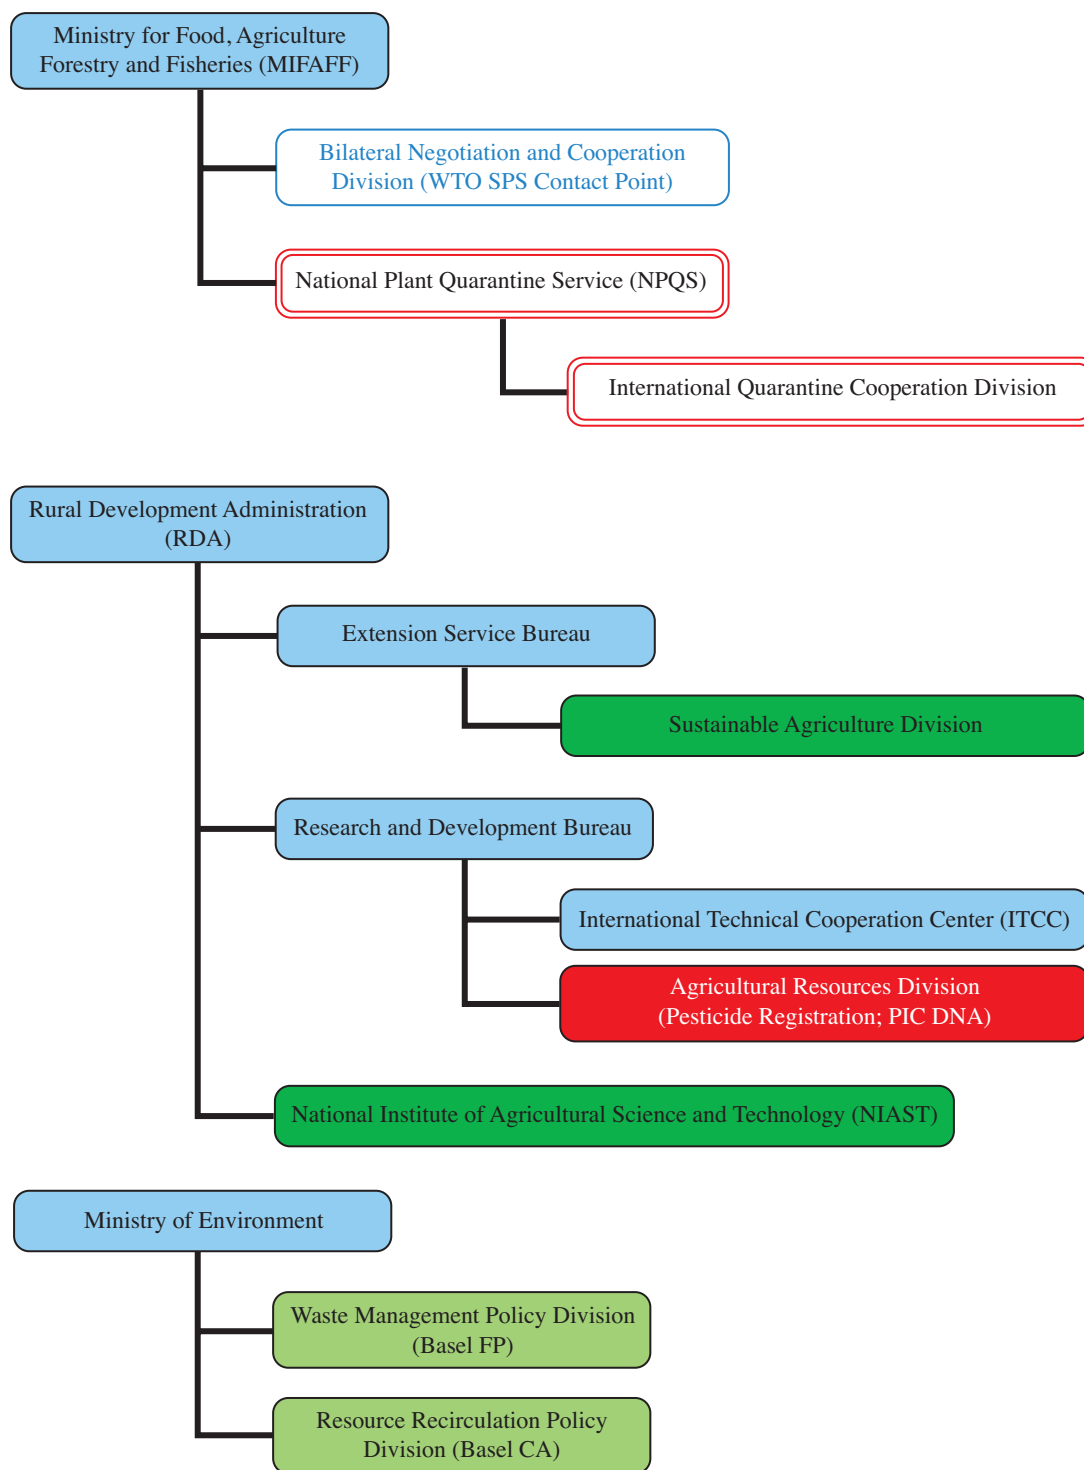 Ministry for Food, Agriculture
Forestry and Fisheries (MIFAFF)
Bilateral Negotiation and Cooperation
Division (WTO SPS Contact Point)
National Plant Quarantine Service (NPQS)
International Quarantine Cooperation Division
Rural Development Administration
(RDA)
Extension Service Bureau
Sustainable Agriculture Division
Research and Development Bureau
International Technical Cooperation Center (ITCC)
Agricultural Resources Division
(Pesticide Registration; PIC DNA)
National Institute of Agricultural Science and Technology (NIAST)
Ministry of Environment
Waste Management Policy Division
(Basel FP)
Resource Recirculation Policy
Division (Basel CA)